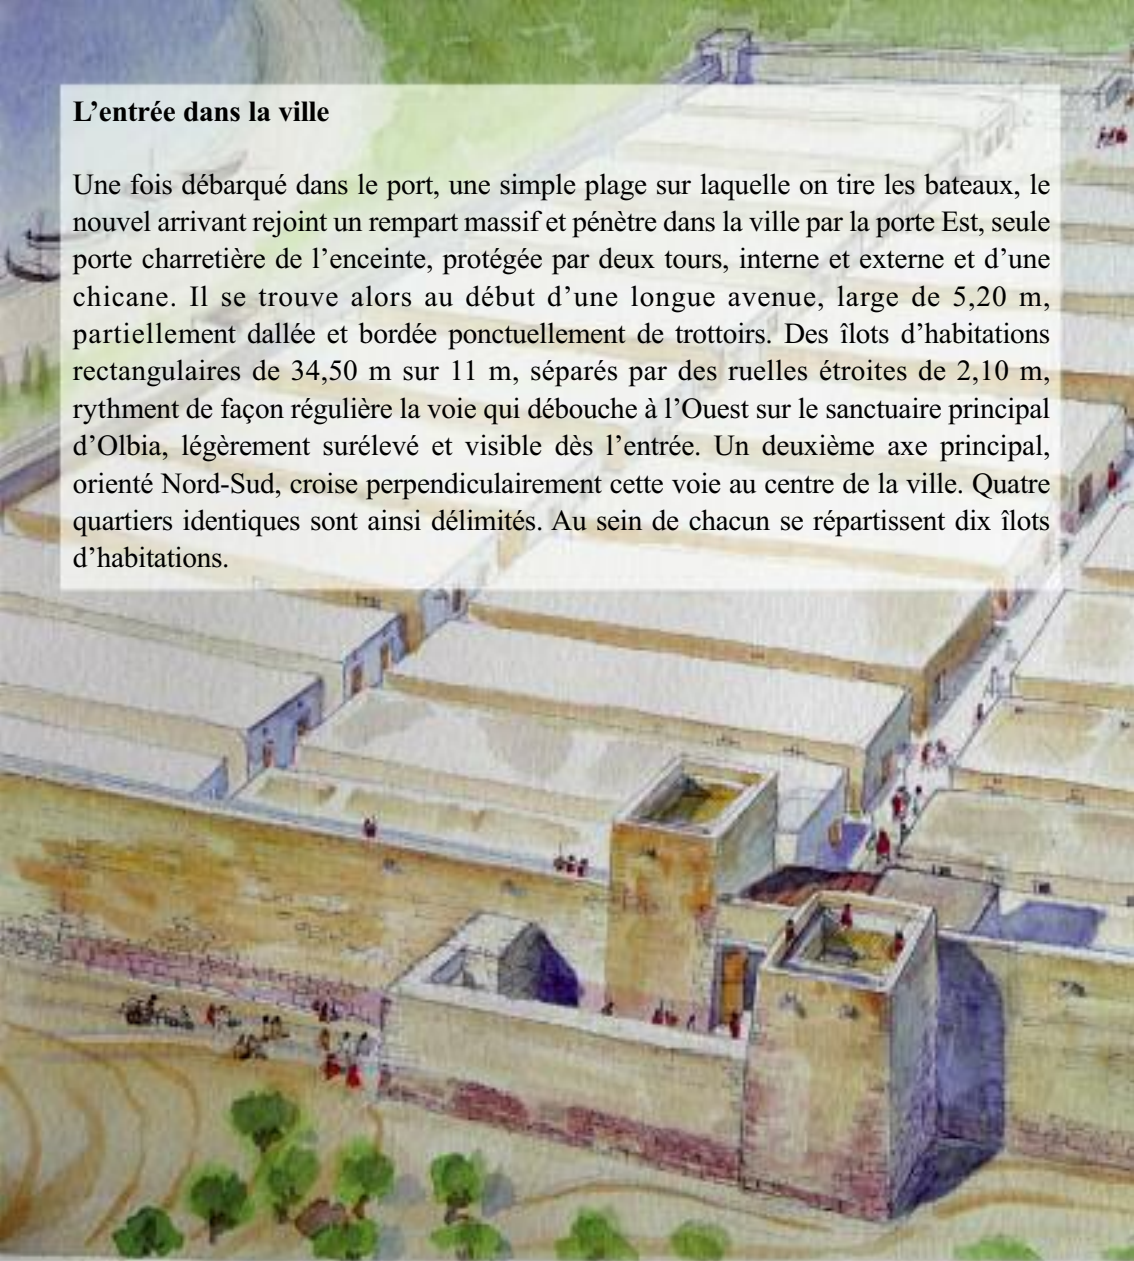 L’entrée dans la ville
Une fois débarqué dans le port, une simple plage sur laquelle on tire les bateaux, le
nouvel arrivant rejoint un rempart massif et pénètre dans la ville par la porte Est, seule
porte charretière de l’enceinte, protégée par deux tours, interne et externe et d’une
chicane. Il se trouve alors au début d’une longue avenue, large de 5,20 m,
partiellement dallée et bordée ponctuellement de trottoirs. Des îlots d’habitations
rectangulaires de 34,50 m sur 11 m, séparés par des ruelles étroites de 2,10 m,
rythment de façon régulière la voie qui débouche à l’Ouest sur le sanctuaire principal
d’Olbia, légèrement surélevé et visible dès l’entrée. Un deuxième axe principal,
orienté Nord-Sud, croise perpendiculairement cette voie au centre de la ville. Quatre
quartiers identiques sont ainsi délimités. Au sein de chacun se répartissent dix îlots
d’habitations.